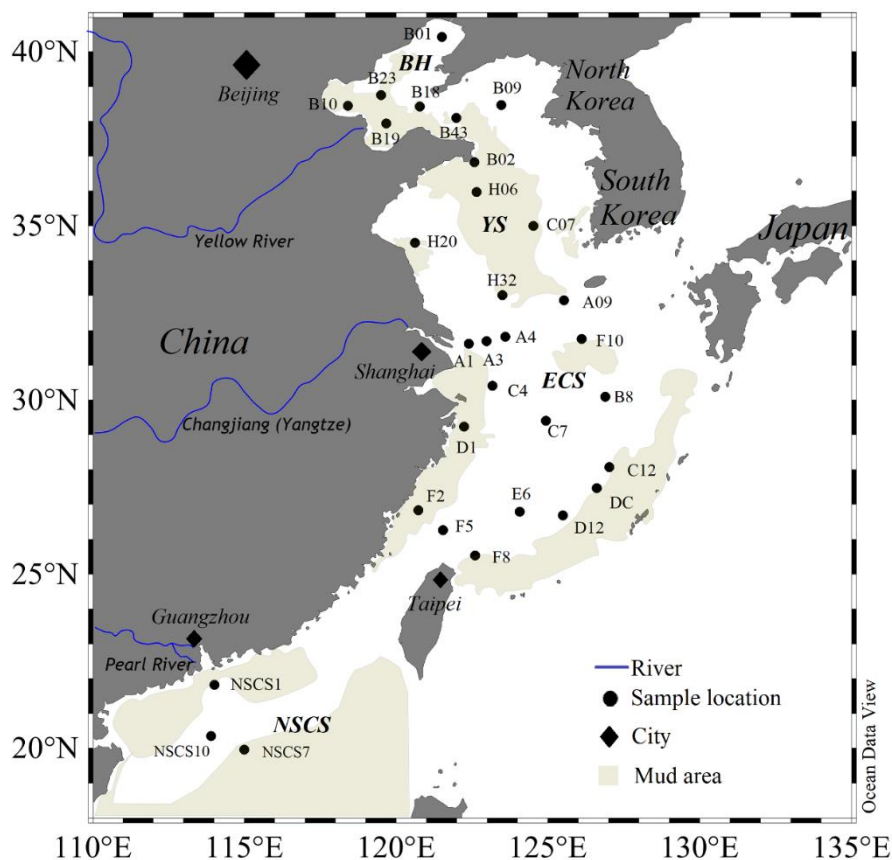 40°N
35°N
30°N
25°N
20°N
110°E
115°E
120°E
125°E
130°E
135°E
B01
BH
B23
B18
B09
North
Korea
Beijing
B10
B19
B43
B02
H06
South
Korea
YS
C07
Japan
Yellow River
H20
H32
A09
China
A4
F10
A1
A3
Shanghai
ECS
C4
B8
Changjiang (Yangtze)
C7
D1
C12
F2
E6
DC
F5
D12
F8
Taipei
Guangzhou
Pearl River
NSCS1
NSCS
NSCS10
NSCS7
River
Sample location
City
Mud area
Ocean Data View